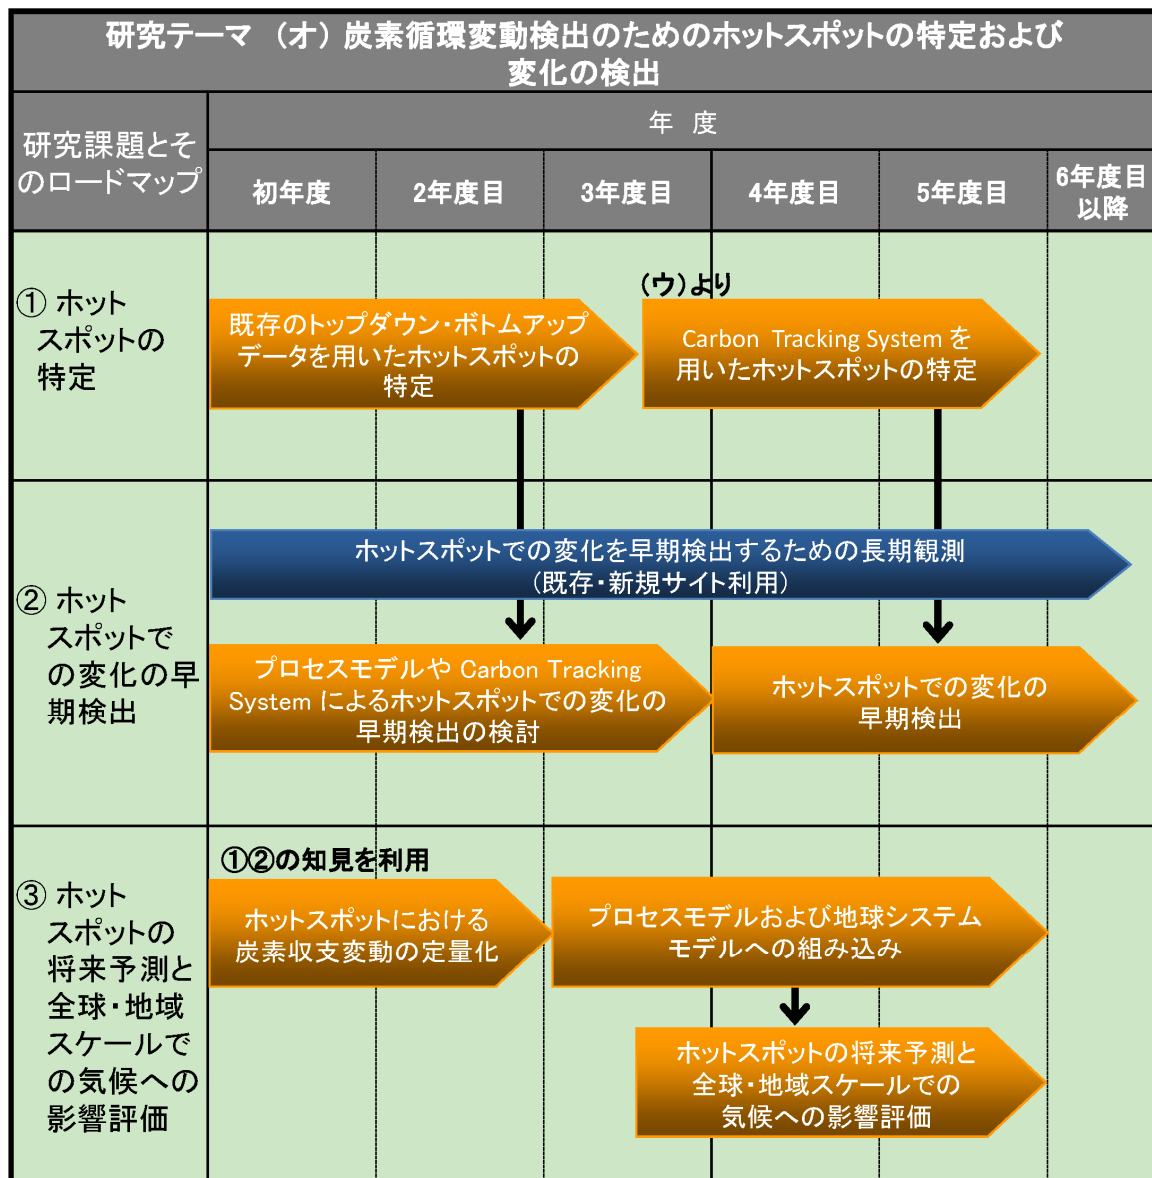 研究テーマ （オ）炭素循環変動検出のためのホットスポットの特定および
変化の検出
研究課題とそ
のロードマップ
年 度
初年度
2年度目
3年度目
4年度目
5年度目
6年度目
以降
① ホット
スポットの
特定
既存のトップダウン・ボトムアップ
データを用いたホットスポットの
特定
（ウ）より
Carbon Tracking System を
用いたホットスポットの特定
② ホット
スポットで
の変化の早
期検出
ホットスポットでの変化を早期検出するための長期観測
（既存・新規サイト利用）
プロセスモデルや Carbon Tracking
System によるホットスポットでの変化の
早期検出の検討
ホットスポットでの変化の
早期検出
③ ホット
スポットの
将来予測と
全球・地域
スケールで
の気候への
影響評価
①②の知見を利用
ホットスポットにおける
炭素収支変動の定量化
プロセスモデルおよび地球システム
モデルへの組み込み
ホットスポットの将来予測と
全球・地域スケールでの
気候への影響評価